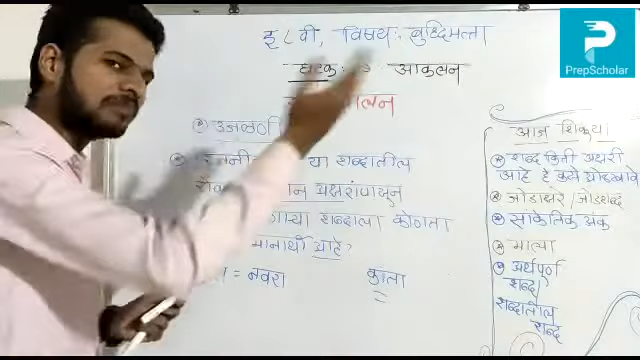 इ ८ वी, विषय:- बुध्दिमत्ता
घटक:- आकलन
उजळणी
या शब्दातील
अक्षरांपासून
शब्दाला कोणता
मानार्थी आहे?
= नवरा कांता
आज शिकूया
शब्द किती अक्षरी
आहे हे कसे ओळखावे
जोडाक्षरे / जोडशब्द
सांकेतिक अंक
मात्रा
अर्थपूर्ण
शब्द/
शब्दातील
शब्द
PrepScholar